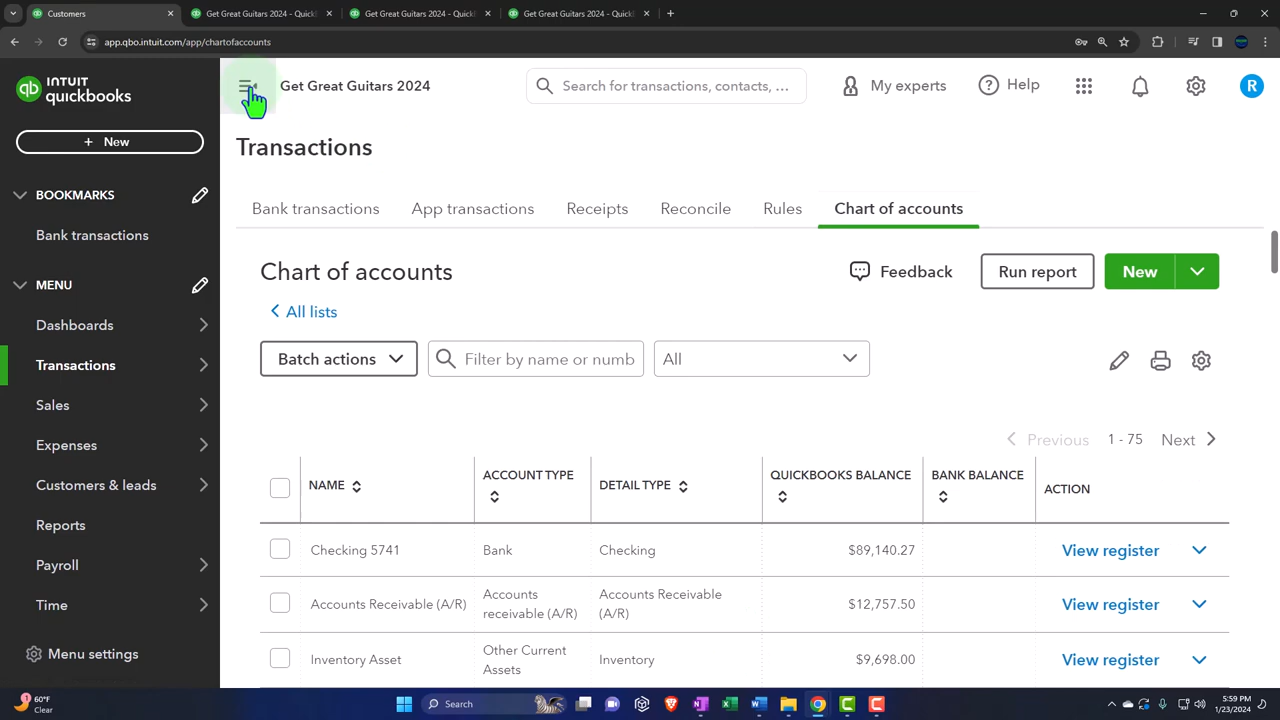 Customers
Get Great Guitars 2024 - Quick
Get Great Guitars 2024 - Quick
Get Great Guitars 2024 - Quick
qbo.intuit.com/app/chartofaccounts
INTUIT
quickbooks
Get Great Guitars 2024
Search for transactions, contacts, ...
My experts
Help
R
+ New
BOOKMARKS
Bank transactions
MENU
Dashboards
Transactions
Sales
Expenses
Customers & leads
Reports
Payroll
Time
Menu settings
Transactions
Bank transactions
App transactions
Receipts
Reconcile
Rules
Chart of accounts
Chart of accounts
Feedback
Run report
New
All lists
Batch actions
Filter by name or numb
All
Previous
1 - 75
Next
NAME
ACCOUNT TYPE
DETAIL TYPE
QUICKBOOKS BALANCE
BANK BALANCE
ACTION
Checking 5741
Bank
Checking
$89,140.27
View register
Accounts Receivable (A/R)
Accounts
receivable (A/R)
Accounts Receivable
(A/R)
$12,757.50
View register
Inventory Asset
Other Current
Assets
Inventory
$9,698.00
View register
60°F
Clear
Search
5:59 PM
1/23/2024